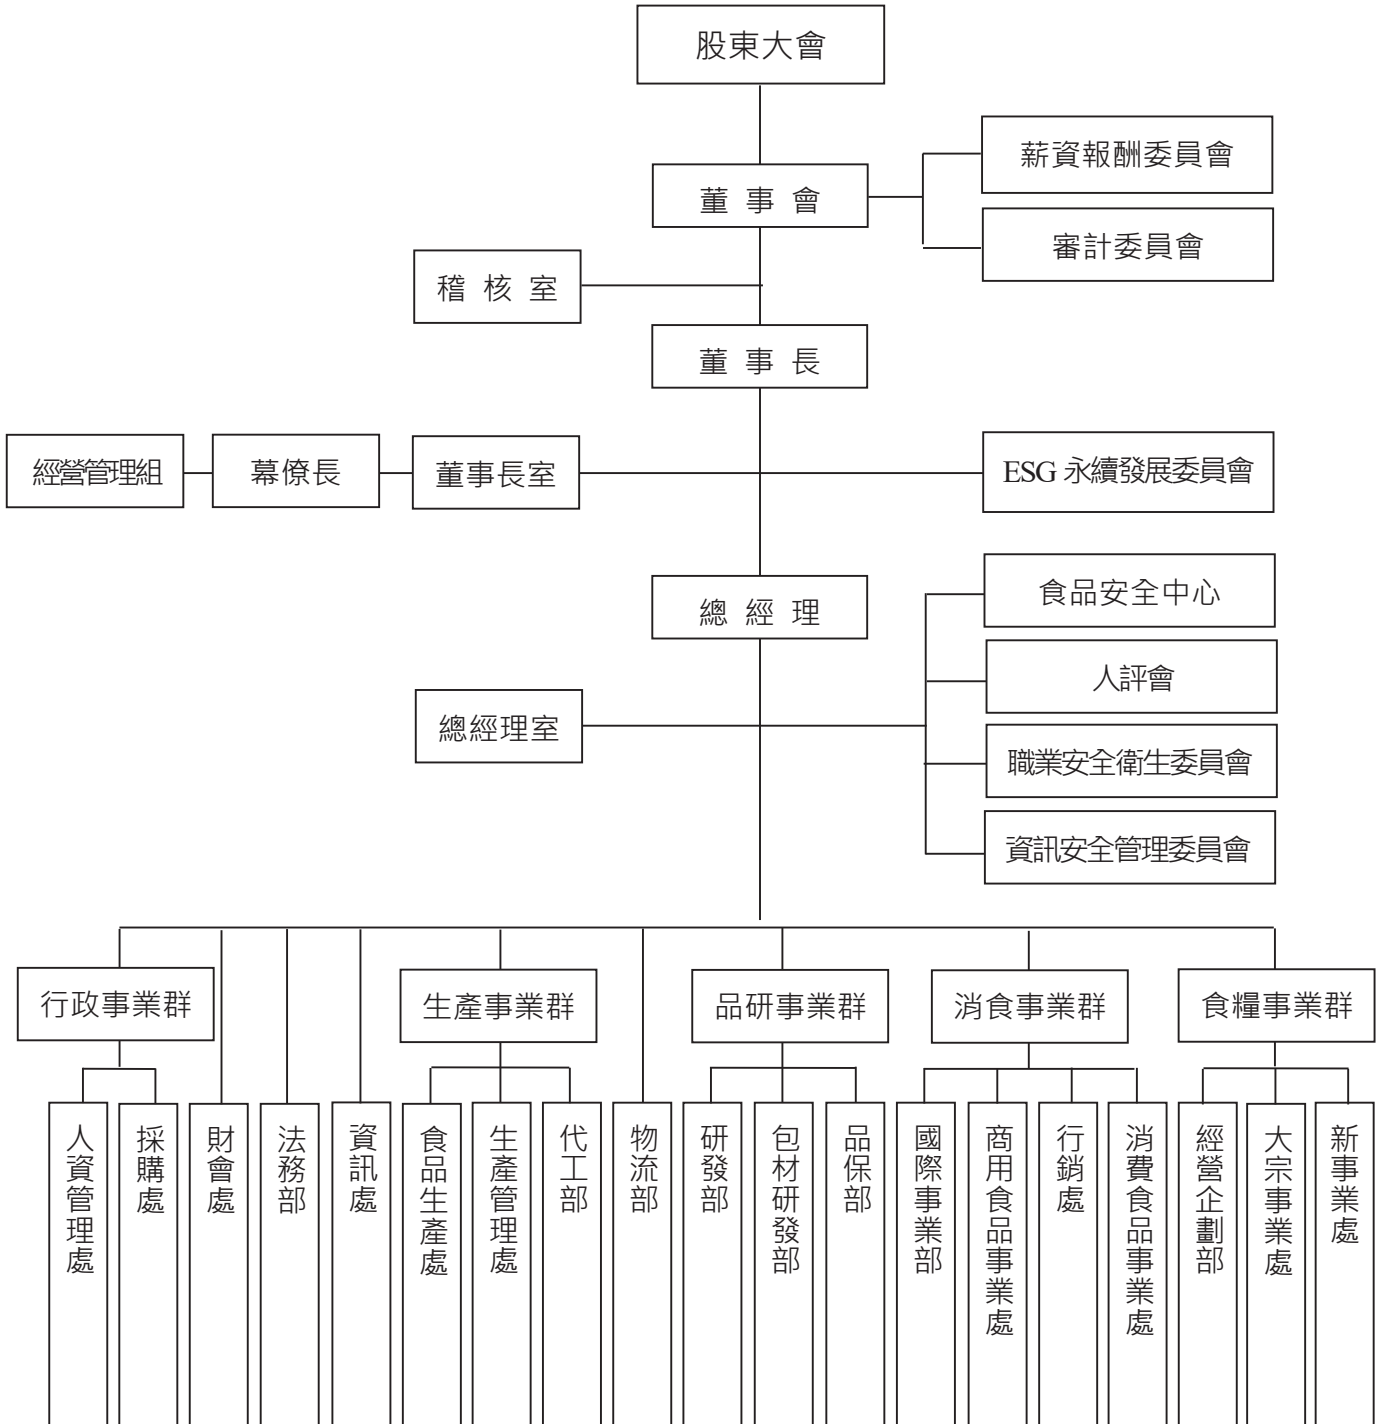 股東大會
薪資報酬委員會
董事會
審計委員會
稽核室
董事長
經營管理組
幕僚長
董事長室
ESG 永續發展委員會
總經理
食品安全中心
人評會
總經理室
職業安全衛生委員會
資訊安全管理委員會
行政事業群
生產事業群
品研事業群
消食事業群
食糧事業群
人資管理處
採購處
財會處
法務部
資訊處
食品生產處
生產管理處
代工部
物流部
研發部
包材研發部
品保部
國際事業部
商用食品事業處
行銷處
消費食品事業處
經營企劃部
大宗事業處
新事業處